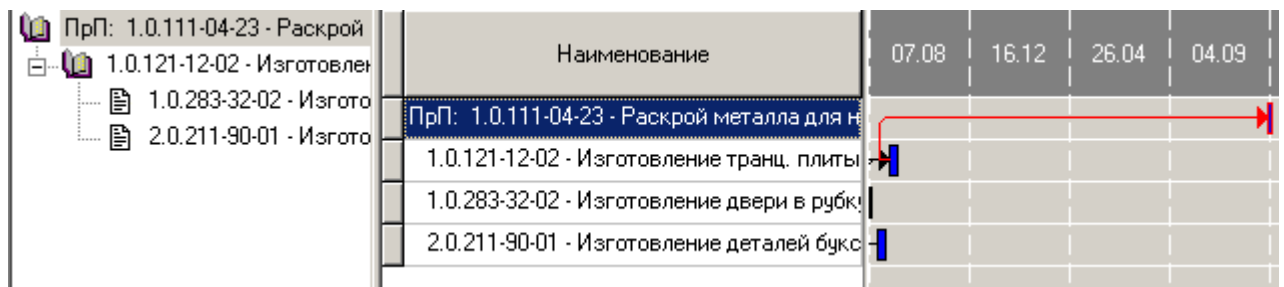 ПрП: 1.0.111-04-23 - Раскрой
1.0.121-12-02 - Изготовлен
1.0.283-32-02 - Изгото
2.0.211-90-01 - Изгото
Наименование
07.08 16.12 26.04 04.09
ПрП: 1.0.111-04-23 - Раскрой металла для н
1.0.121-12-02 - Изготовление транц. плиты
1.0.283-32-02 - Изготовление двери в рубку
2.0.211-90-01 - Изготовление деталей букс